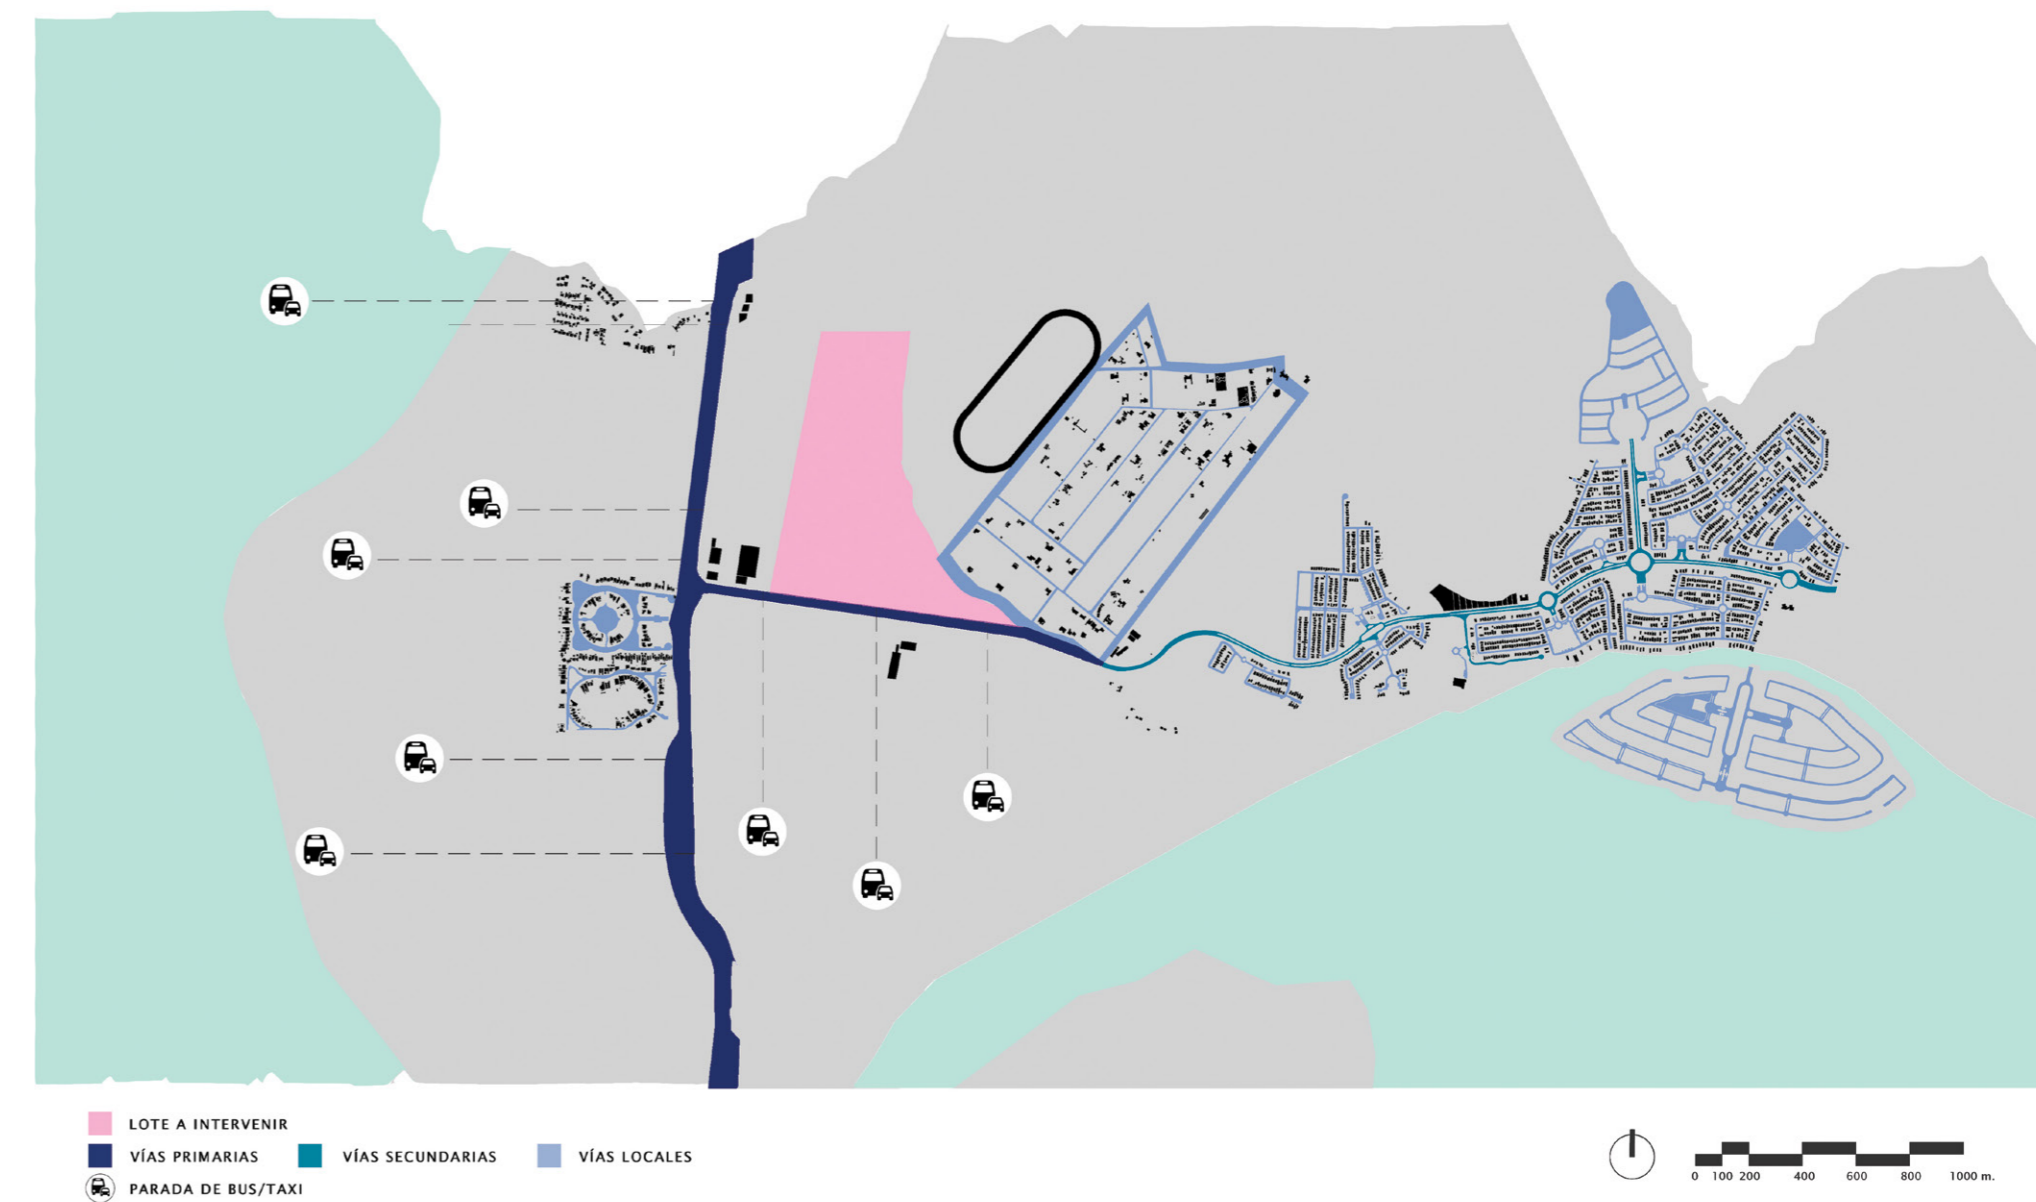 LOTE A INTERVENIR
VÍAS PRIMARIAS VÍAS SECUNDARIAS VÍAS LOCALES
PARADA DE BUS/TAXI
0 100 200 400 600 800 1000 m.